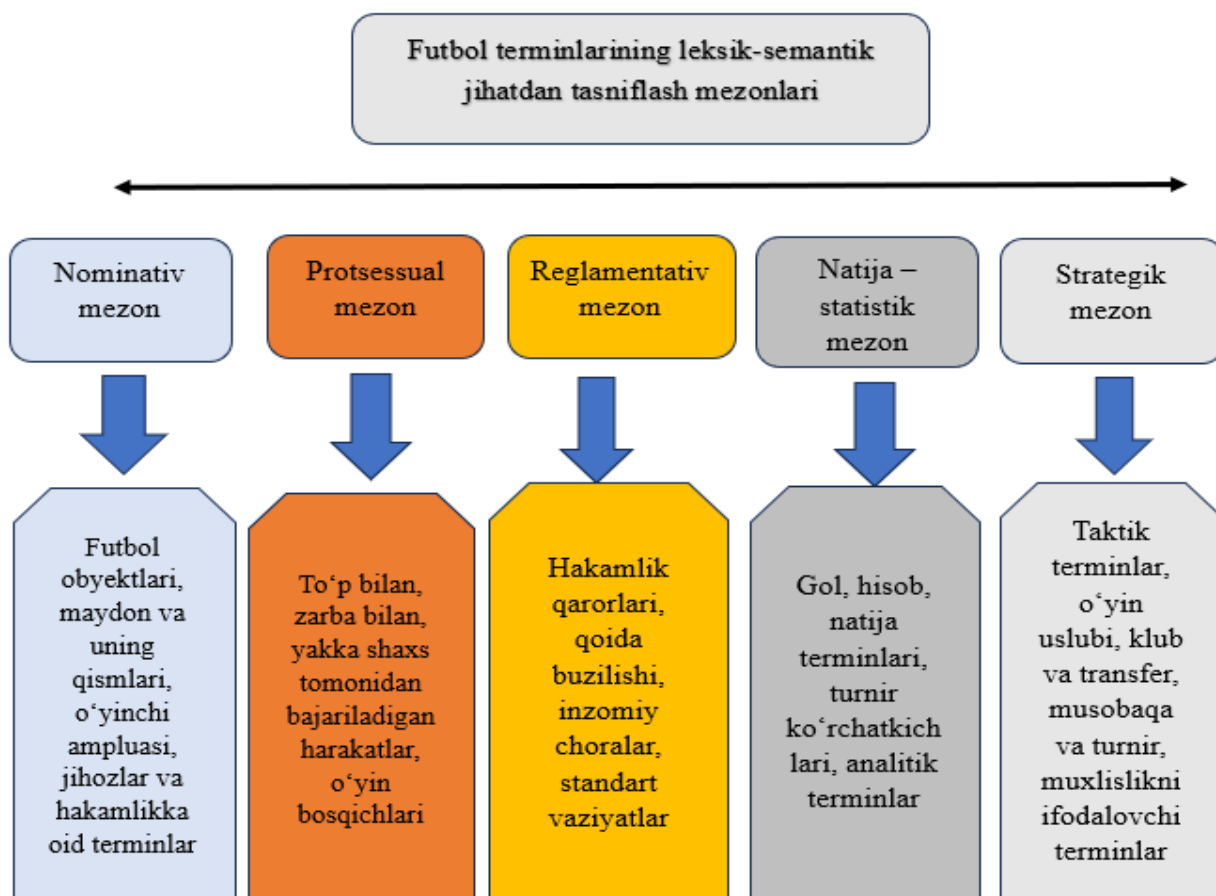 Futbol terminlarining leksik-semantik
jihatdan tasniflash mezonlari
Nominativ
mezon
Protsessual
mezon
Reglamentativ
mezon
Natija –
statistik
mezon
Strategik
mezon
Futbol
obyektlari,
maydon va
uning
qismlari,
o‘yinchi
ampluasi,
jihozlar va
hakamlikka
oid terminlar
To‘p bilan,
zarba bilan,
yakka shaxs
tomonidan
bajariladigan
harakatlar,
o‘yin
bosqichlari
Hakamlik
qarorlari,
qoida
buzilishi,
inzomiy
choralar,
standart
vaziyatlar
Gol, hisob,
natija
terminlari,
turnir
ko‘rchatkich
lari, analitik
terminlar
Taktik
terminlar,
o‘yin
uslubi, klub
va transfer,
musobaqa
va turnir,
muxlislikni
ifodalovchi
terminlar